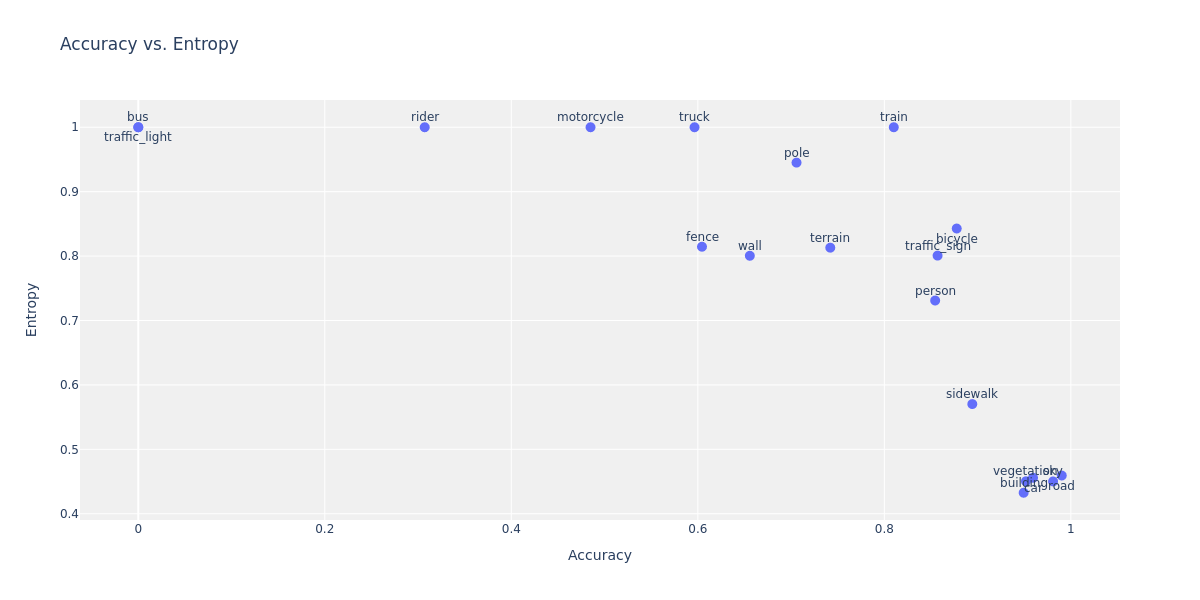 Accuracy vs. Entropy
bus
rider
motorcycle
truck
train
1
traffic_light
pole
0.9
fence
wall
terrain
bicycle
traffic_sign
0.8
person
0.7
sidewalk
0.6
0.5
vegetation
sky
building
car
road
0.4
0
0.2
0.4
0.6
0.8
1
Accuracy
Entropy